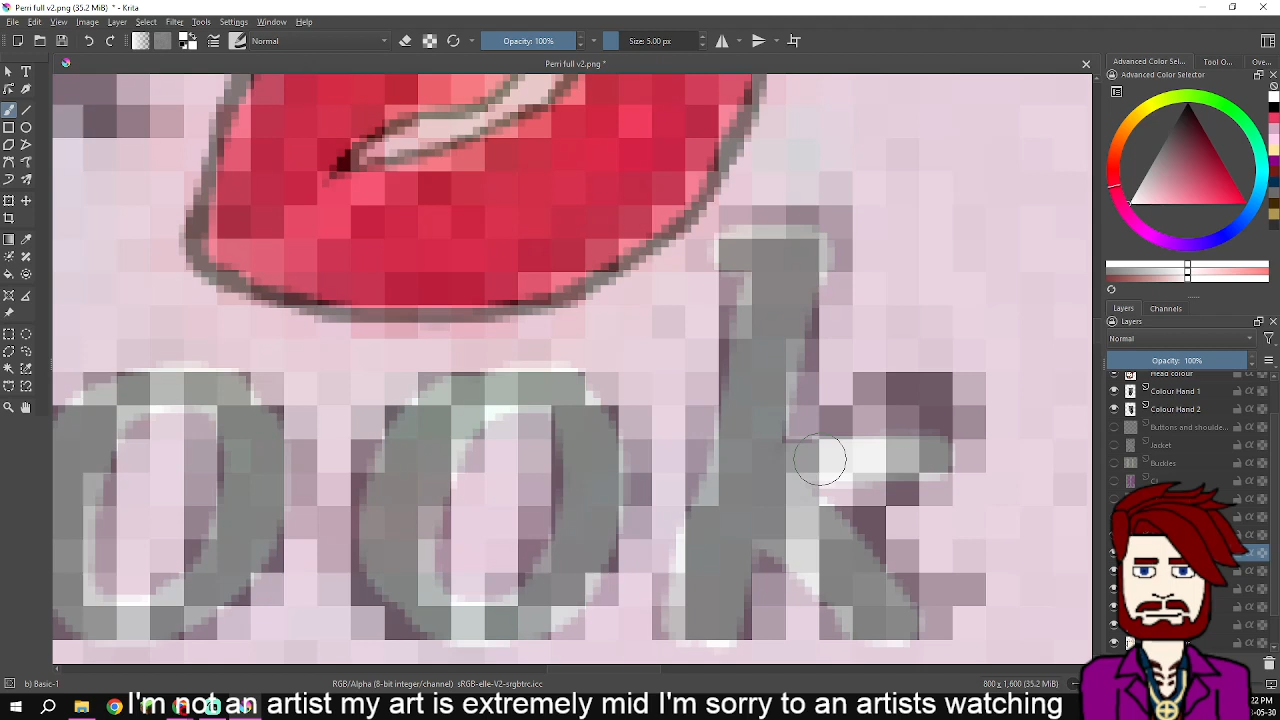 Perri full v2.png (35.2 MiB) * - Krita
File Edit View Image Layer Select Filter Tools Settings Window Help
Normal Opacity: 100% Size: 5.00 px
Perri full v2.png *
Advanced Color Sel... Tool O... Ove...
Advanced Color Selector
Layers Channels
Layers
Normal
Opacity: 100%
Head colour
Colour Hand 1
Colour Hand 2
Buttons and shoulde...
Jacket
Buckles
ook
b) Basic-1 RGB/Alpha (8-bit integer/channel) sRGB-elle-V2-srgbtrc.icc 800 x 1,600 (35.2 MiB)
I'm not an artist my art is extremely mid I'm sorry to an artists watching